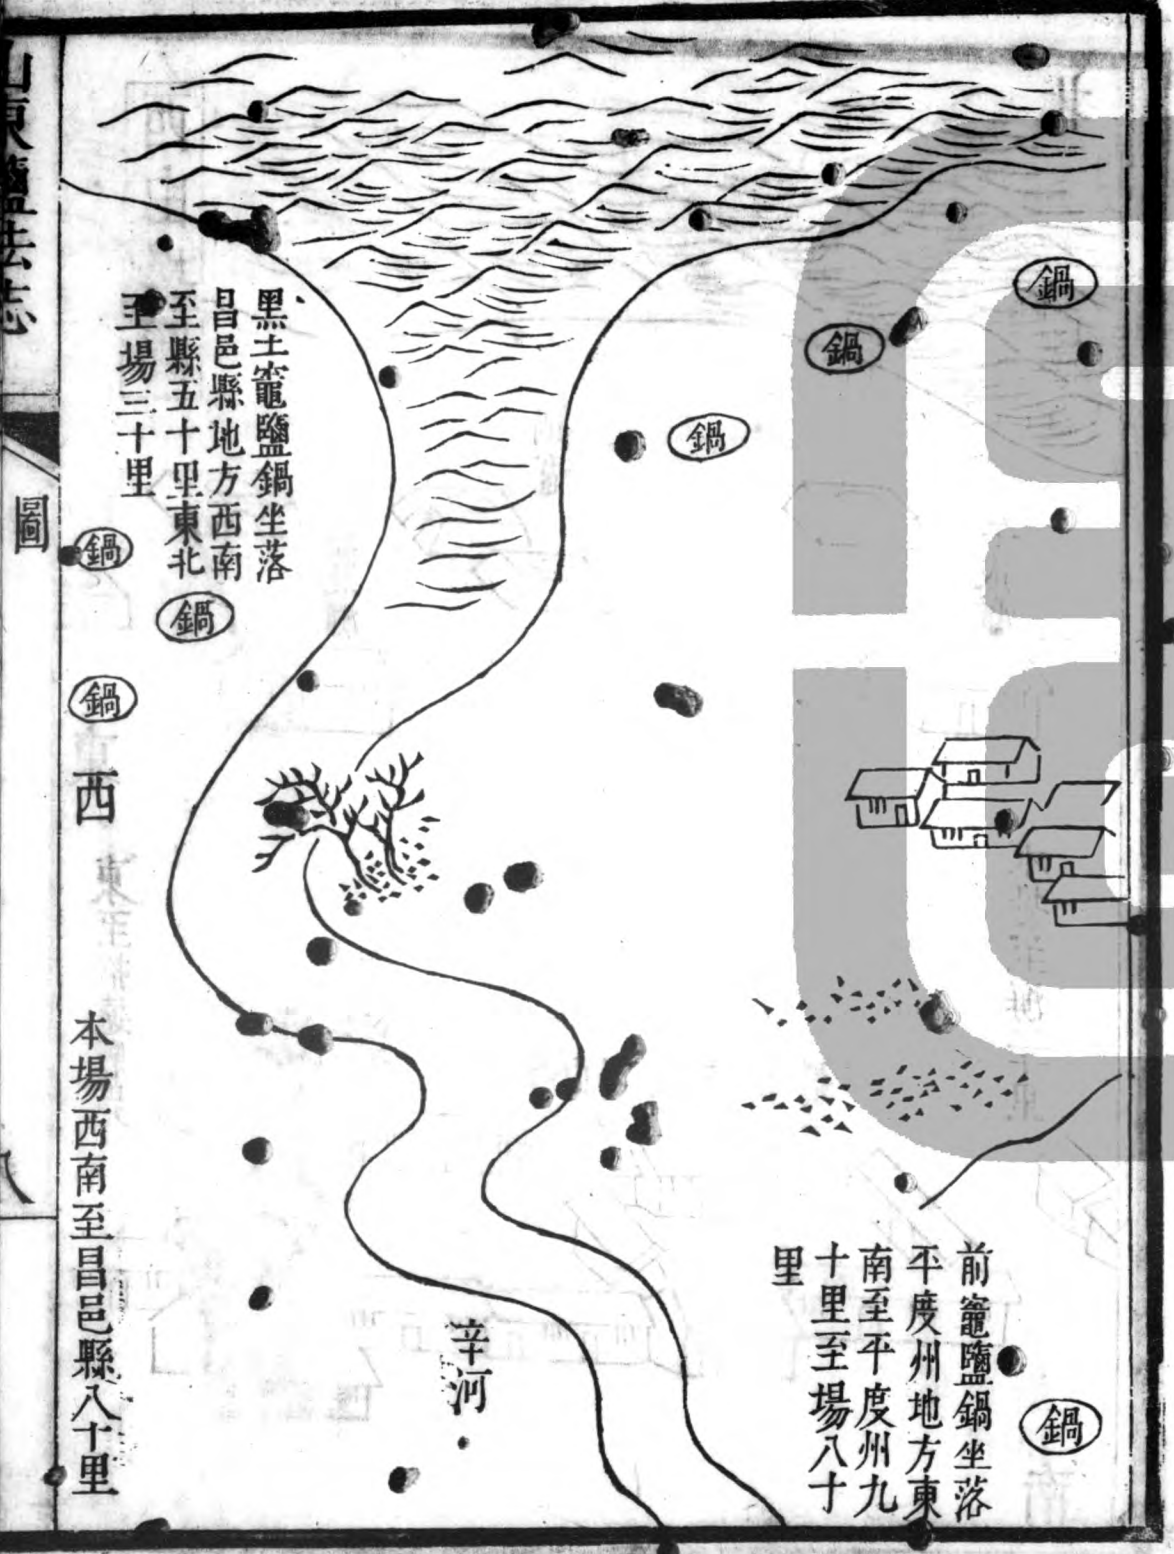 鍋
鍋
鍋
前竈鹽鍋坐落
平度州地方東
南至平度州九
十里至場八十
里
鍋
辛河
黑土竈鹽鍋坐落
昌邑縣地方西南
至縣五十里東北
至場三十里
鍋
鍋
鍋
西
本場西南至昌邑縣八十里
山東鹽法志
圖